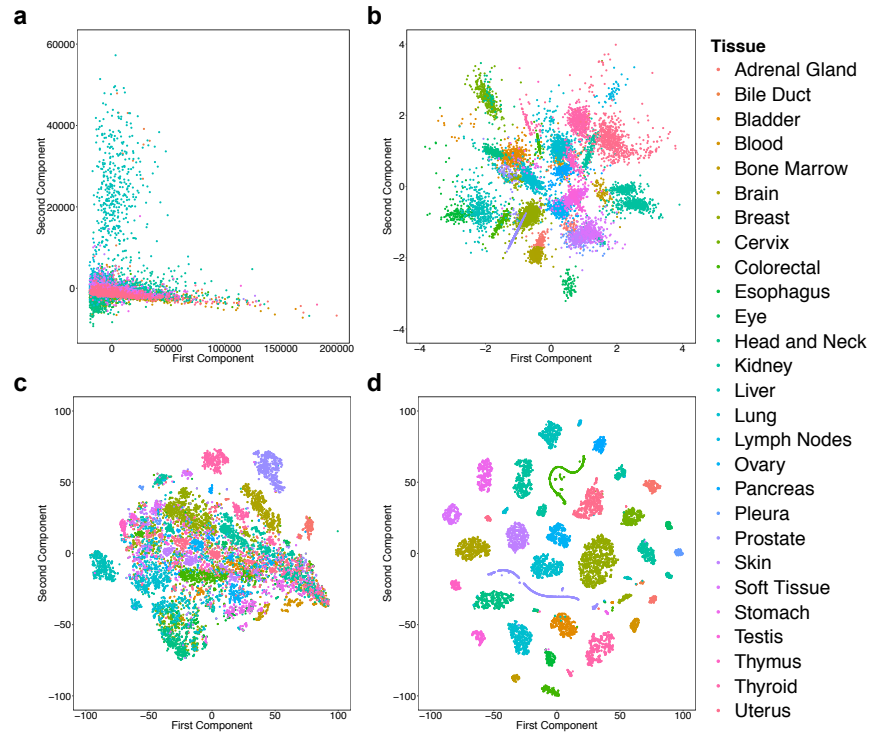 a
60000
40000
20000
0
Second Component
0
50000
100000
150000
200000
First Component
b
4
2
0
−2
−4
Second Component
−4
−2
0
2
4
First Component
c
100
50
0
−50
−100
Second Component
−100
−50
0
50
100
First Component
d
100
50
0
−50
−100
Second Component
−100
−50
0
50
100
First Component
Tissue
Adrenal Gland
Bile Duct
Bladder
Blood
Bone Marrow
Brain
Breast
Cervix
Colorectal
Esophagus
Eye
Head and Neck
Kidney
Liver
Lung
Lymph Nodes
Ovary
Pancreas
Pleura
Prostate
Skin
Soft Tissue
Stomach
Testis
Thymus
Thyroid
Uterus